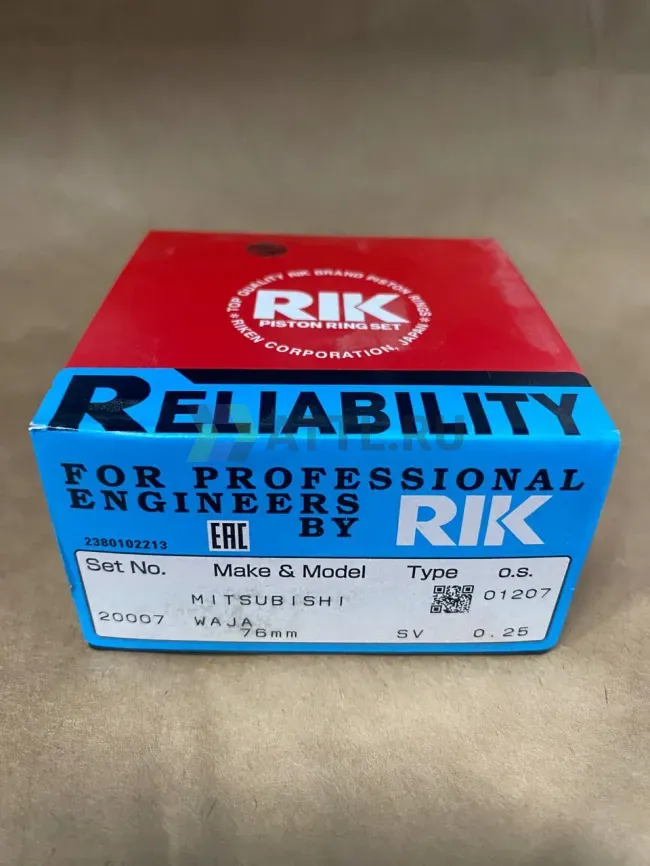 TOP QUALITY RIK BRAND PISTON RINGS
RIK
PISTON RING SET
RIKEN CORPORATION, JAPAN
RELIABILITY
ATTE.RU
FOR PROFESSIONAL
ENGINEERS
BY RIK
2380102213
EAC
Set No. Make & Model Type o.s.
MITSUBISHI 01207
20007 WAJA
76mm SV 0.25